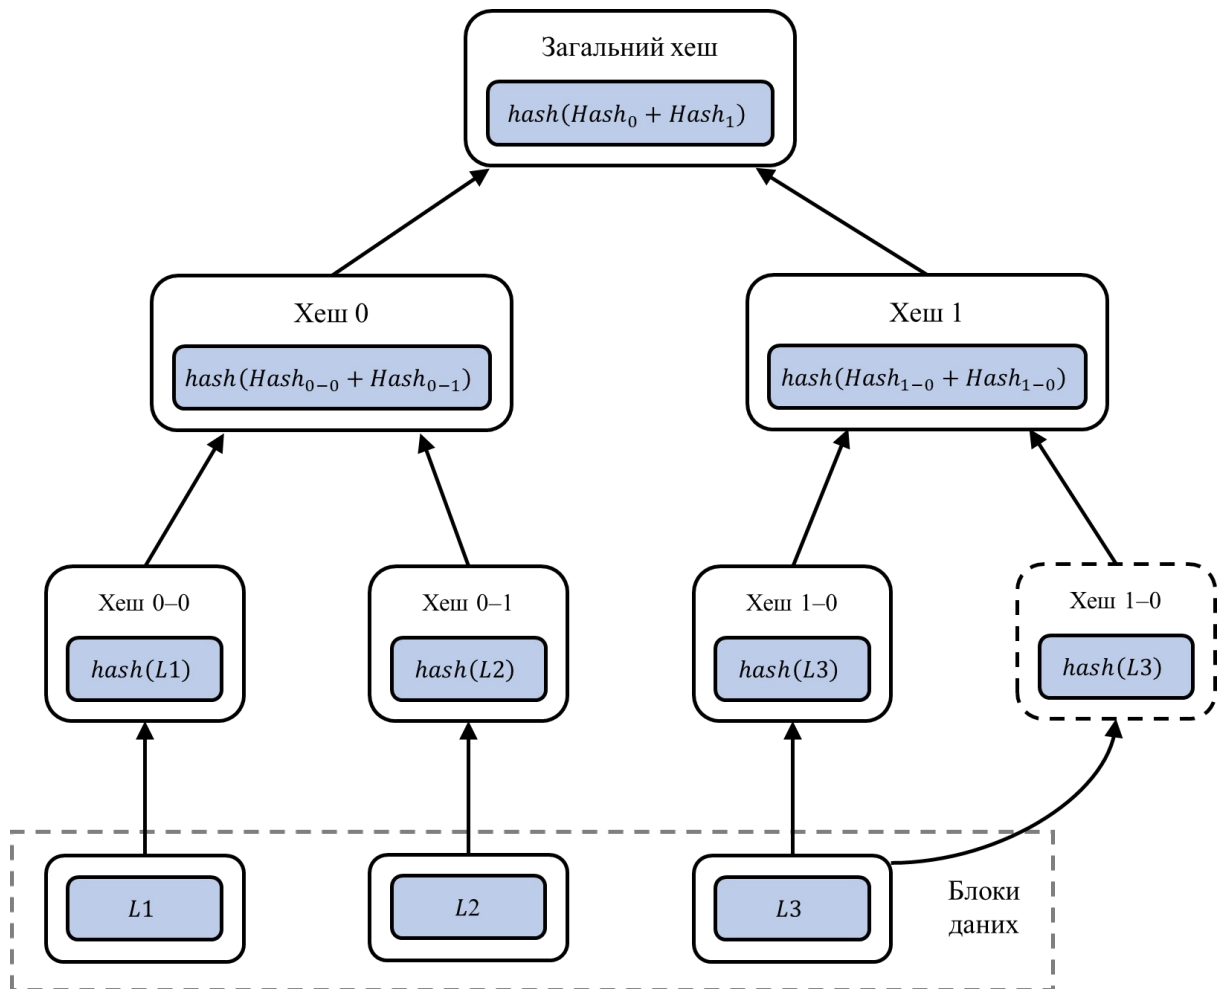 Загальний хеш
hash(Hash₀ + Hash₁)
Хеш 0
hash(Hash₀₋₀ + Hash₀₋₁)
Хеш 1
hash(Hash₁₋₀ + Hash₁₋₀)
Хеш 0–0
hash(L1)
Хеш 0–1
hash(L2)
Хеш 1–0
hash(L3)
Хеш 1–0
hash(L3)
L1
L2
L3
Блоки
даних